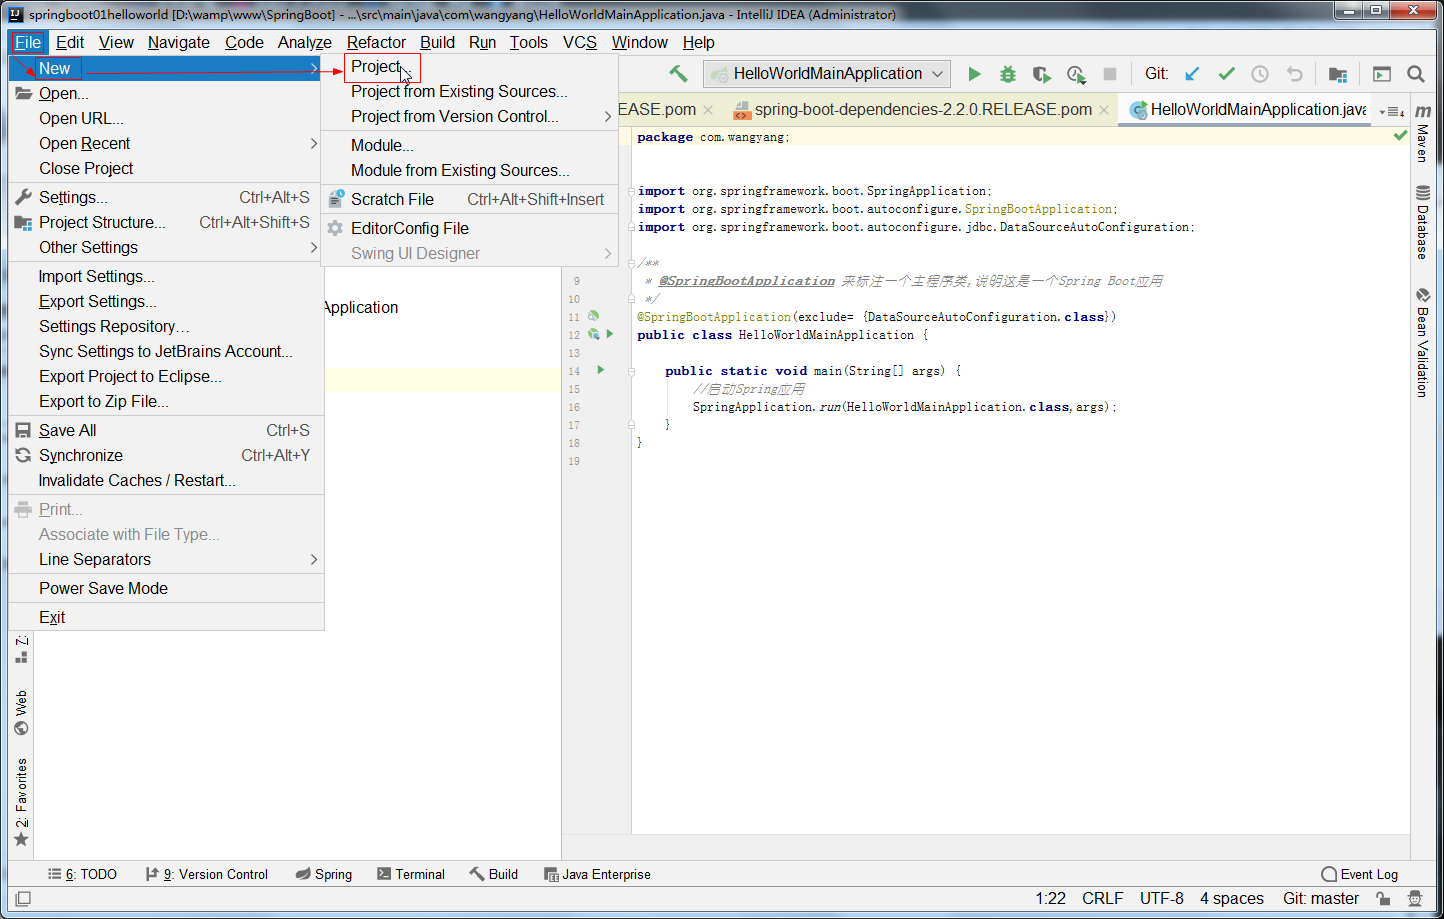 springboot01helloworld [D:\wamp\www\SpringBoot] - ...\src\main\java\com\wangyang\HelloWorldMainApplication.java - IntelliJ IDEA (Administrator)
File Edit View Navigate Code Analyze Refactor Build Run Tools VCS Window Help
New
Open...
Open URL...
Open Recent
Close Project
Settings... Ctrl+Alt+S
Project Structure... Ctrl+Alt+Shift+S
Other Settings
Import Settings...
Export Settings...
Settings Repository...
Sync Settings to JetBrains Account...
Export Project to Eclipse...
Export to Zip File...
Save All Ctrl+S
Synchronize Ctrl+Alt+Y
Invalidate Caches / Restart...
Print...
Associate with File Type...
Line Separators
Power Save Mode
Exit
Project...
Project from Existing Sources...
Project from Version Control...
Module...
Module from Existing Sources...
Scratch File Ctrl+Alt+Shift+Insert
EditorConfig File
Swing UI Designer
Application
HelloWorldMainApplication Git:
EASE.pom spring-boot-dependencies-2.2.0.RELEASE.pom HelloWorldMainApplication.java
package com.wangyang;
import org.springframework.boot.SpringApplication;
import org.springframework.boot.autoconfigure.SpringBootApplication;
import org.springframework.boot.autoconfigure.jdbc.DataSourceAutoConfiguration;
/**
9 * @SpringBootApplication 来标注一个主程序类,说明这是一个Spring Boot应用
10 */
11 @SpringBootApplication(exclude= {DataSourceAutoConfiguration.class})
12 public class HelloWorldMainApplication {
13
14 public static void main(String[] args) {
15 //启动Spring应用
16 SpringApplication.run(HelloWorldMainApplication.class,args);
17 }
18 }
19
Maven
Database
Bean Validation
Z:
Web
2: Favorites
6: TODO 9: Version Control Spring Terminal Build Java Enterprise Event Log
1:22 CRLF UTF-8 4 spaces Git: master